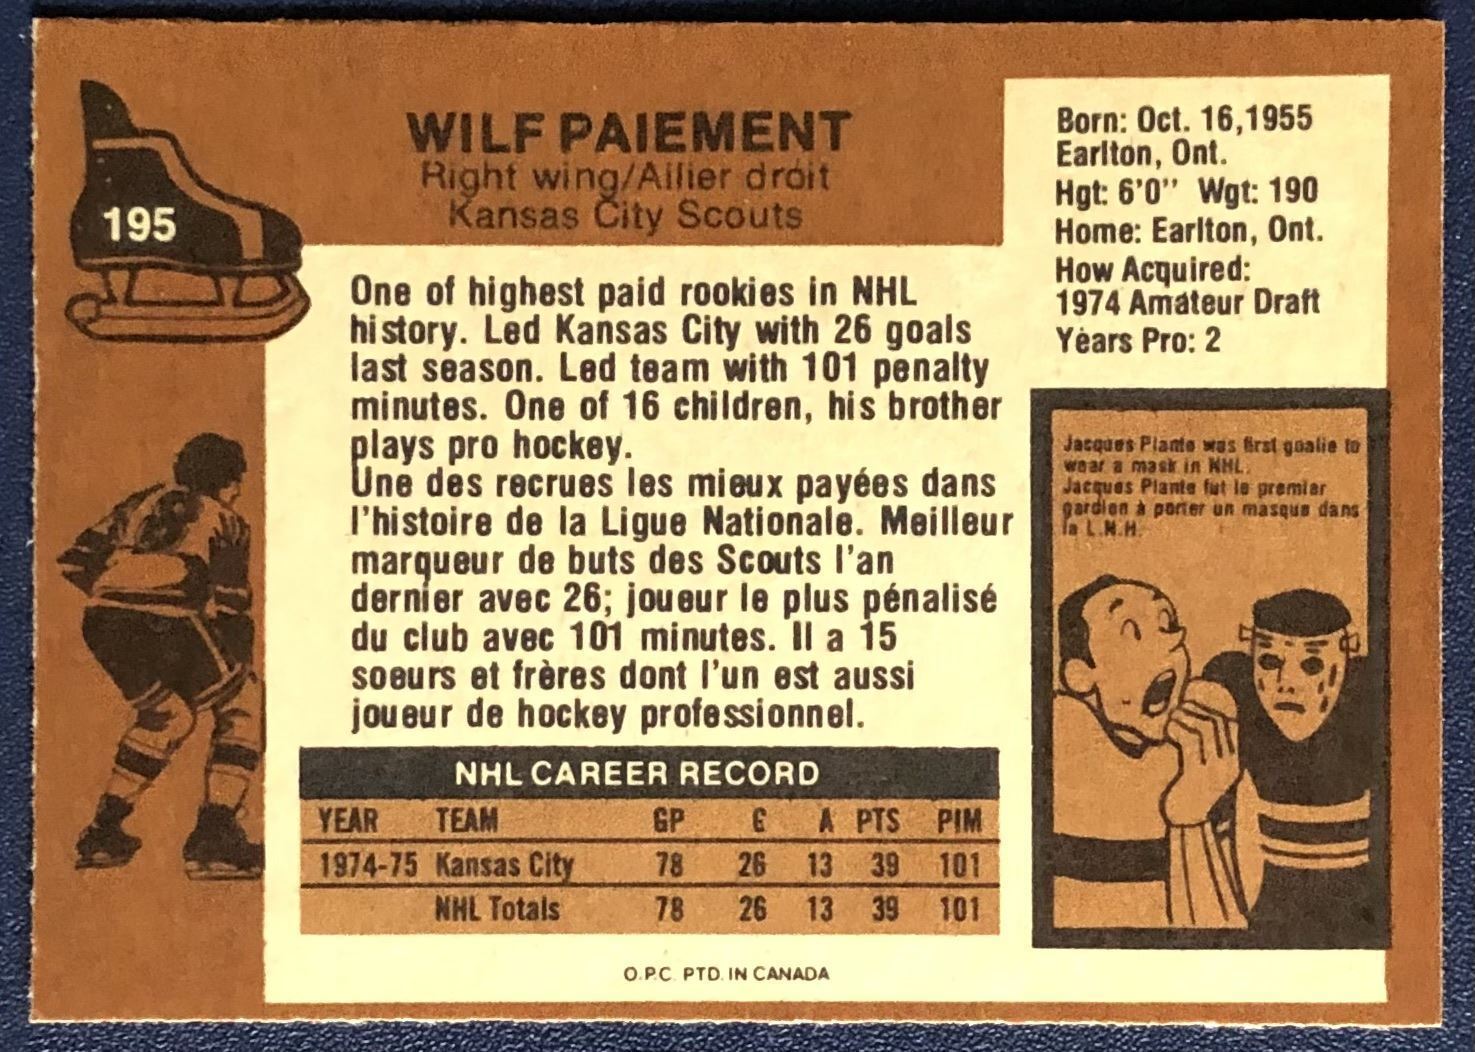 195
WILF PAIEMENT
Right wing/Ailier droit
Kansas City Scouts
Born: Oct. 16,1955
Earlton, Ont.
Hgt: 6'0" Wgt: 190
Home: Earlton, Ont.
How Acquired:
1974 Amateur Draft
Years Pro: 2
One of highest paid rookies in NHL
history. Led Kansas City with 26 goals
last season. Led team with 101 penalty
minutes. One of 16 children, his brother
plays pro hockey.
Une des recrues les mieux payées dans
l'histoire de la Ligue Nationale. Meilleur
marqueur de buts des Scouts l'an
dernier avec 26; joueur le plus pénalisé
du club avec 101 minutes. Il a 15
soeurs et frères dont l'un est aussi
joueur de hockey professionnel.
Jacques Plante was first goalie to
wear a mask in NHL.
Jacques Plante fut le premier
gardien à porter un masque dans
la L.N.H.
NHL CAREER RECORD
YEAR TEAM GP G A PTS PIM
1974-75 Kansas City 78 26 13 39 101
NHL Totals 78 26 13 39 101
O.P.C. PTD. IN CANADA